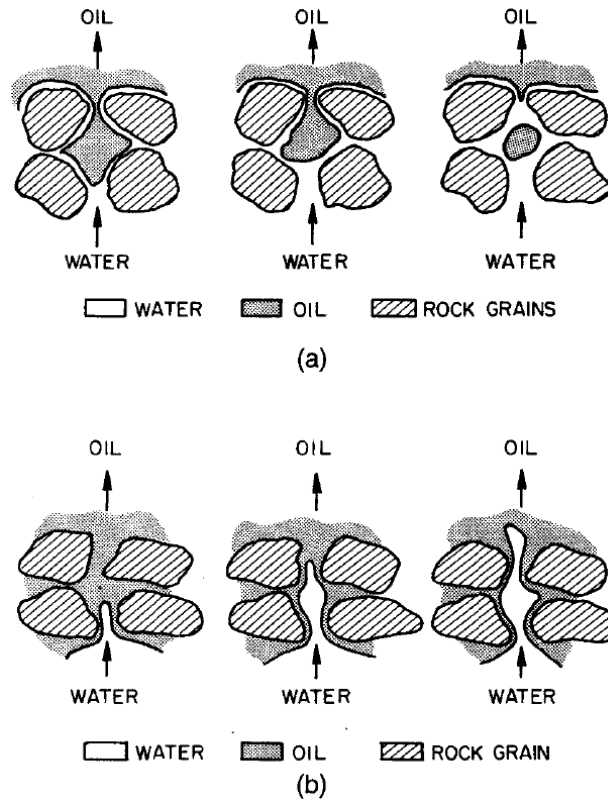 OIL OIL OIL
WATER WATER WATER
WATER OIL ROCK GRAINS
(a)
OIL OIL OIL
WATER WATER WATER
WATER OIL ROCK GRAIN
(b)